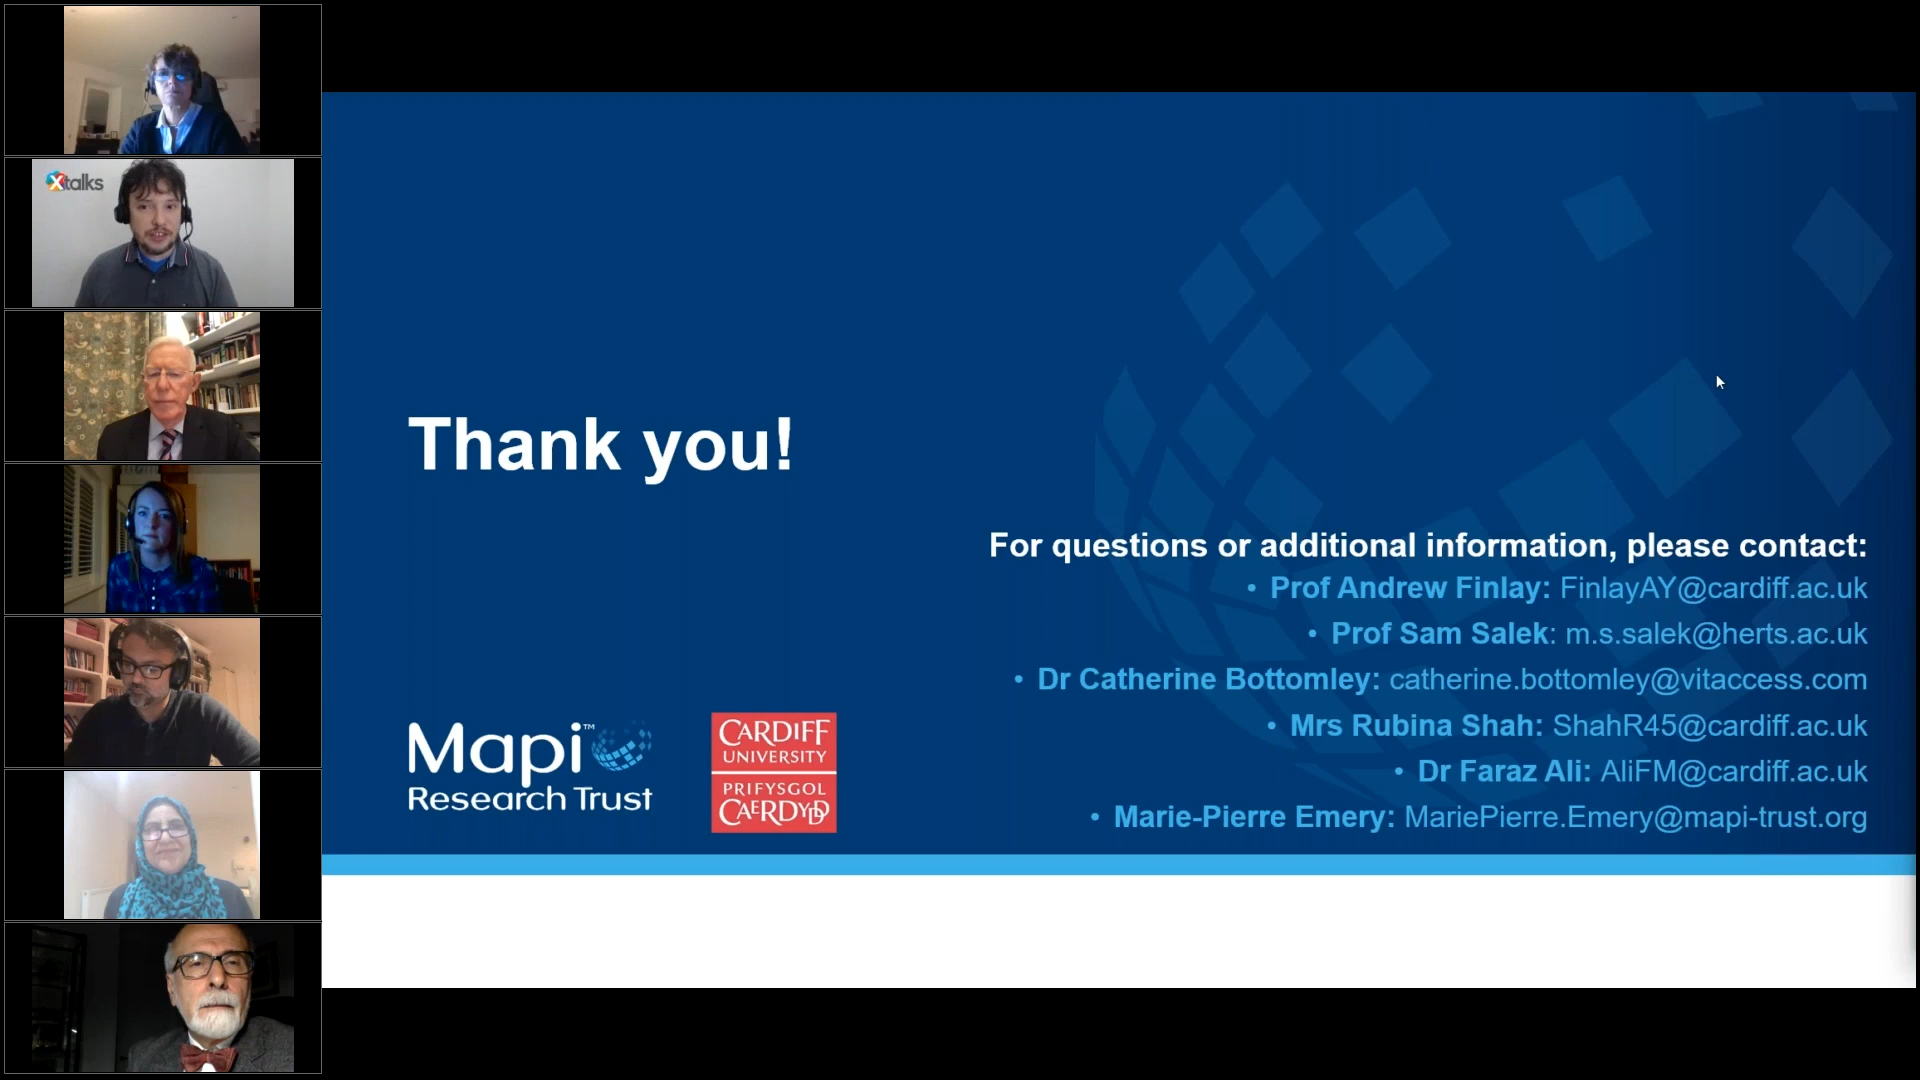 Xtalks
Thank you!
For questions or additional information, please contact:
• Prof Andrew Finlay: FinlayAY@cardiff.ac.uk
• Prof Sam Salek: m.s.salek@herts.ac.uk
• Dr Catherine Bottomley: catherine.bottomley@vitaccess.com
• Mrs Rubina Shah: ShahR45@cardiff.ac.uk
• Dr Faraz Ali: AliFM@cardiff.ac.uk
• Marie-Pierre Emery: MariePierre.Emery@mapi-trust.org
Mapi™
Research Trust
CARDIFF
UNIVERSITY
PRIFYSGOL
CAERDYDD